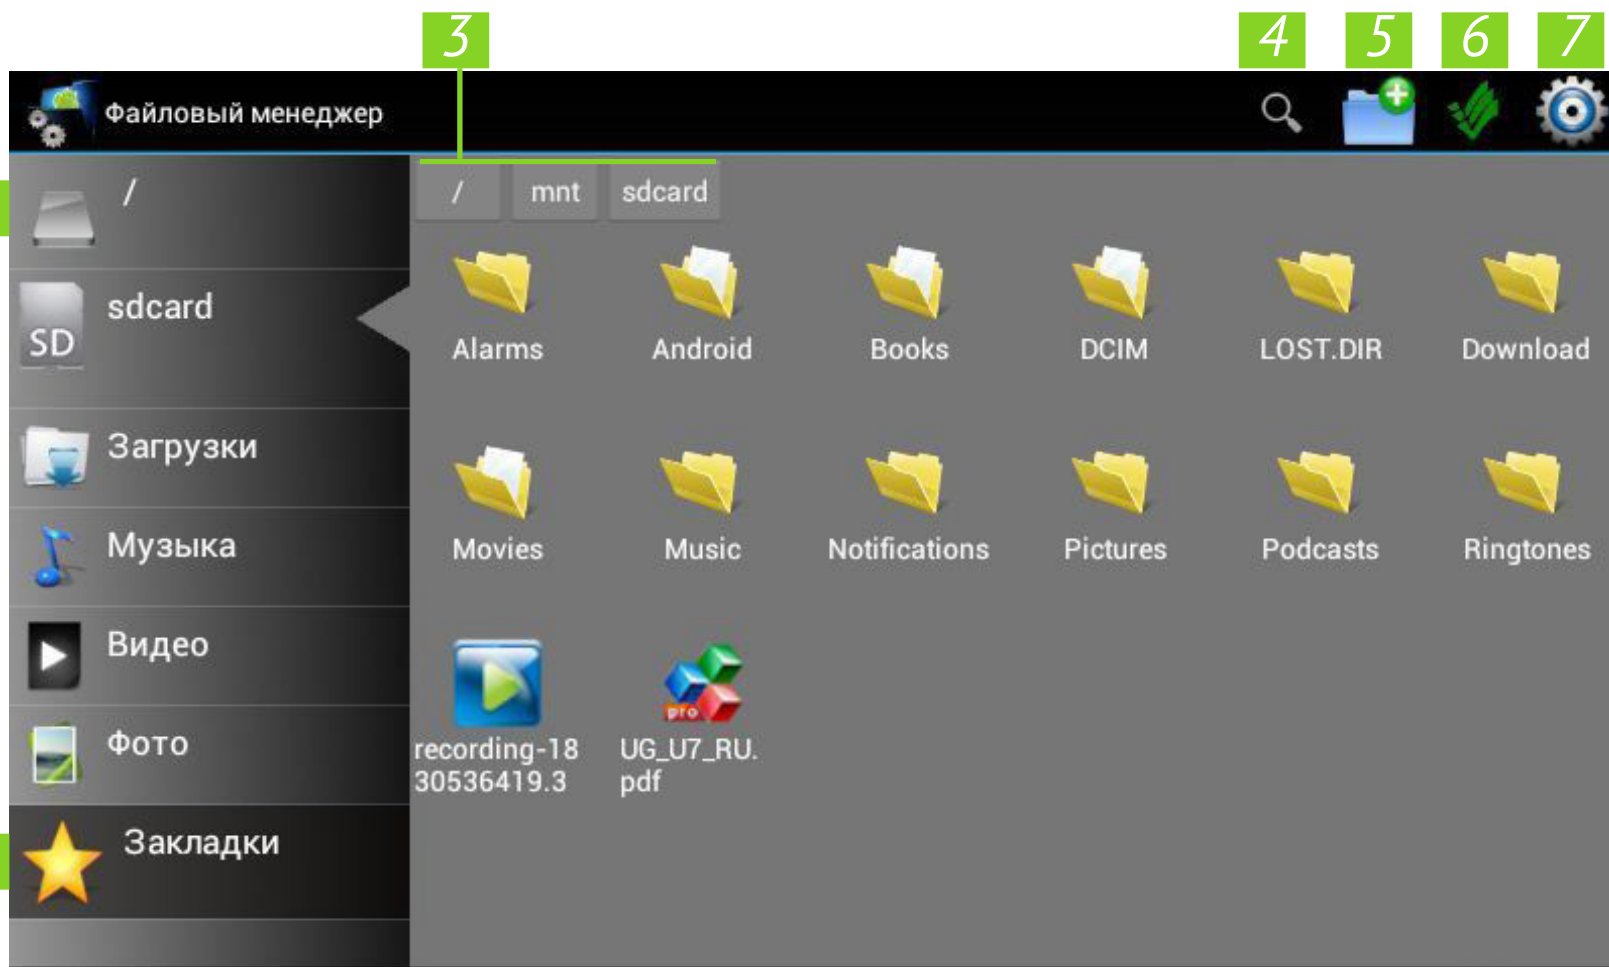 3 4 5 6 7
Файловый менеджер
/
sdcard
SD
Загрузки
Музыка
Видео
Фото
Закладки
/ mnt sdcard
Alarms Android Books DCIM LOST.DIR Download
Movies Music Notifications Pictures Podcasts Ringtones
pro
recording-18 UG_U7_RU.
30536419.3 pdf